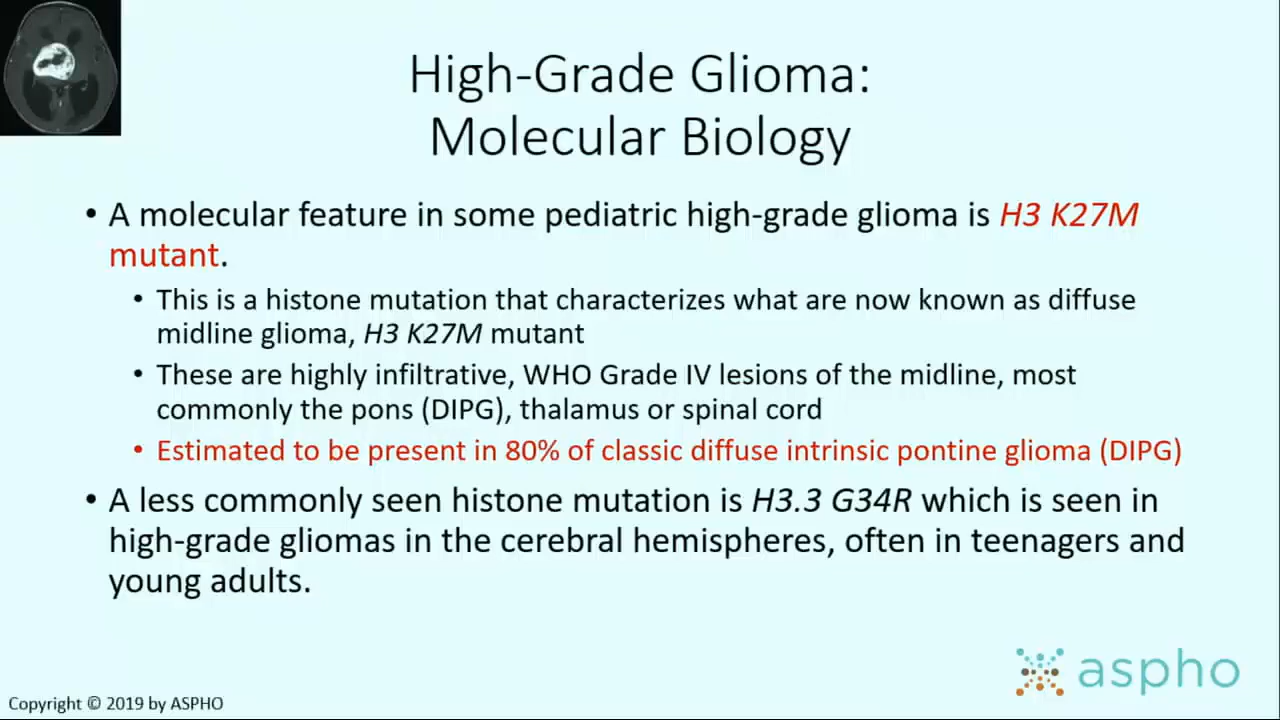 High-Grade Glioma:
Molecular Biology
• A molecular feature in some pediatric high-grade glioma is H3 K27M
mutant.
• This is a histone mutation that characterizes what are now known as diffuse
midline glioma, H3 K27M mutant
• These are highly infiltrative, WHO Grade IV lesions of the midline, most
commonly the pons (DIPG), thalamus or spinal cord
• Estimated to be present in 80% of classic diffuse intrinsic pontine glioma (DIPG)
• A less commonly seen histone mutation is H3.3 G34R which is seen in
high-grade gliomas in the cerebral hemispheres, often in teenagers and
young adults.
aspho
Copyright © 2019 by ASPHO